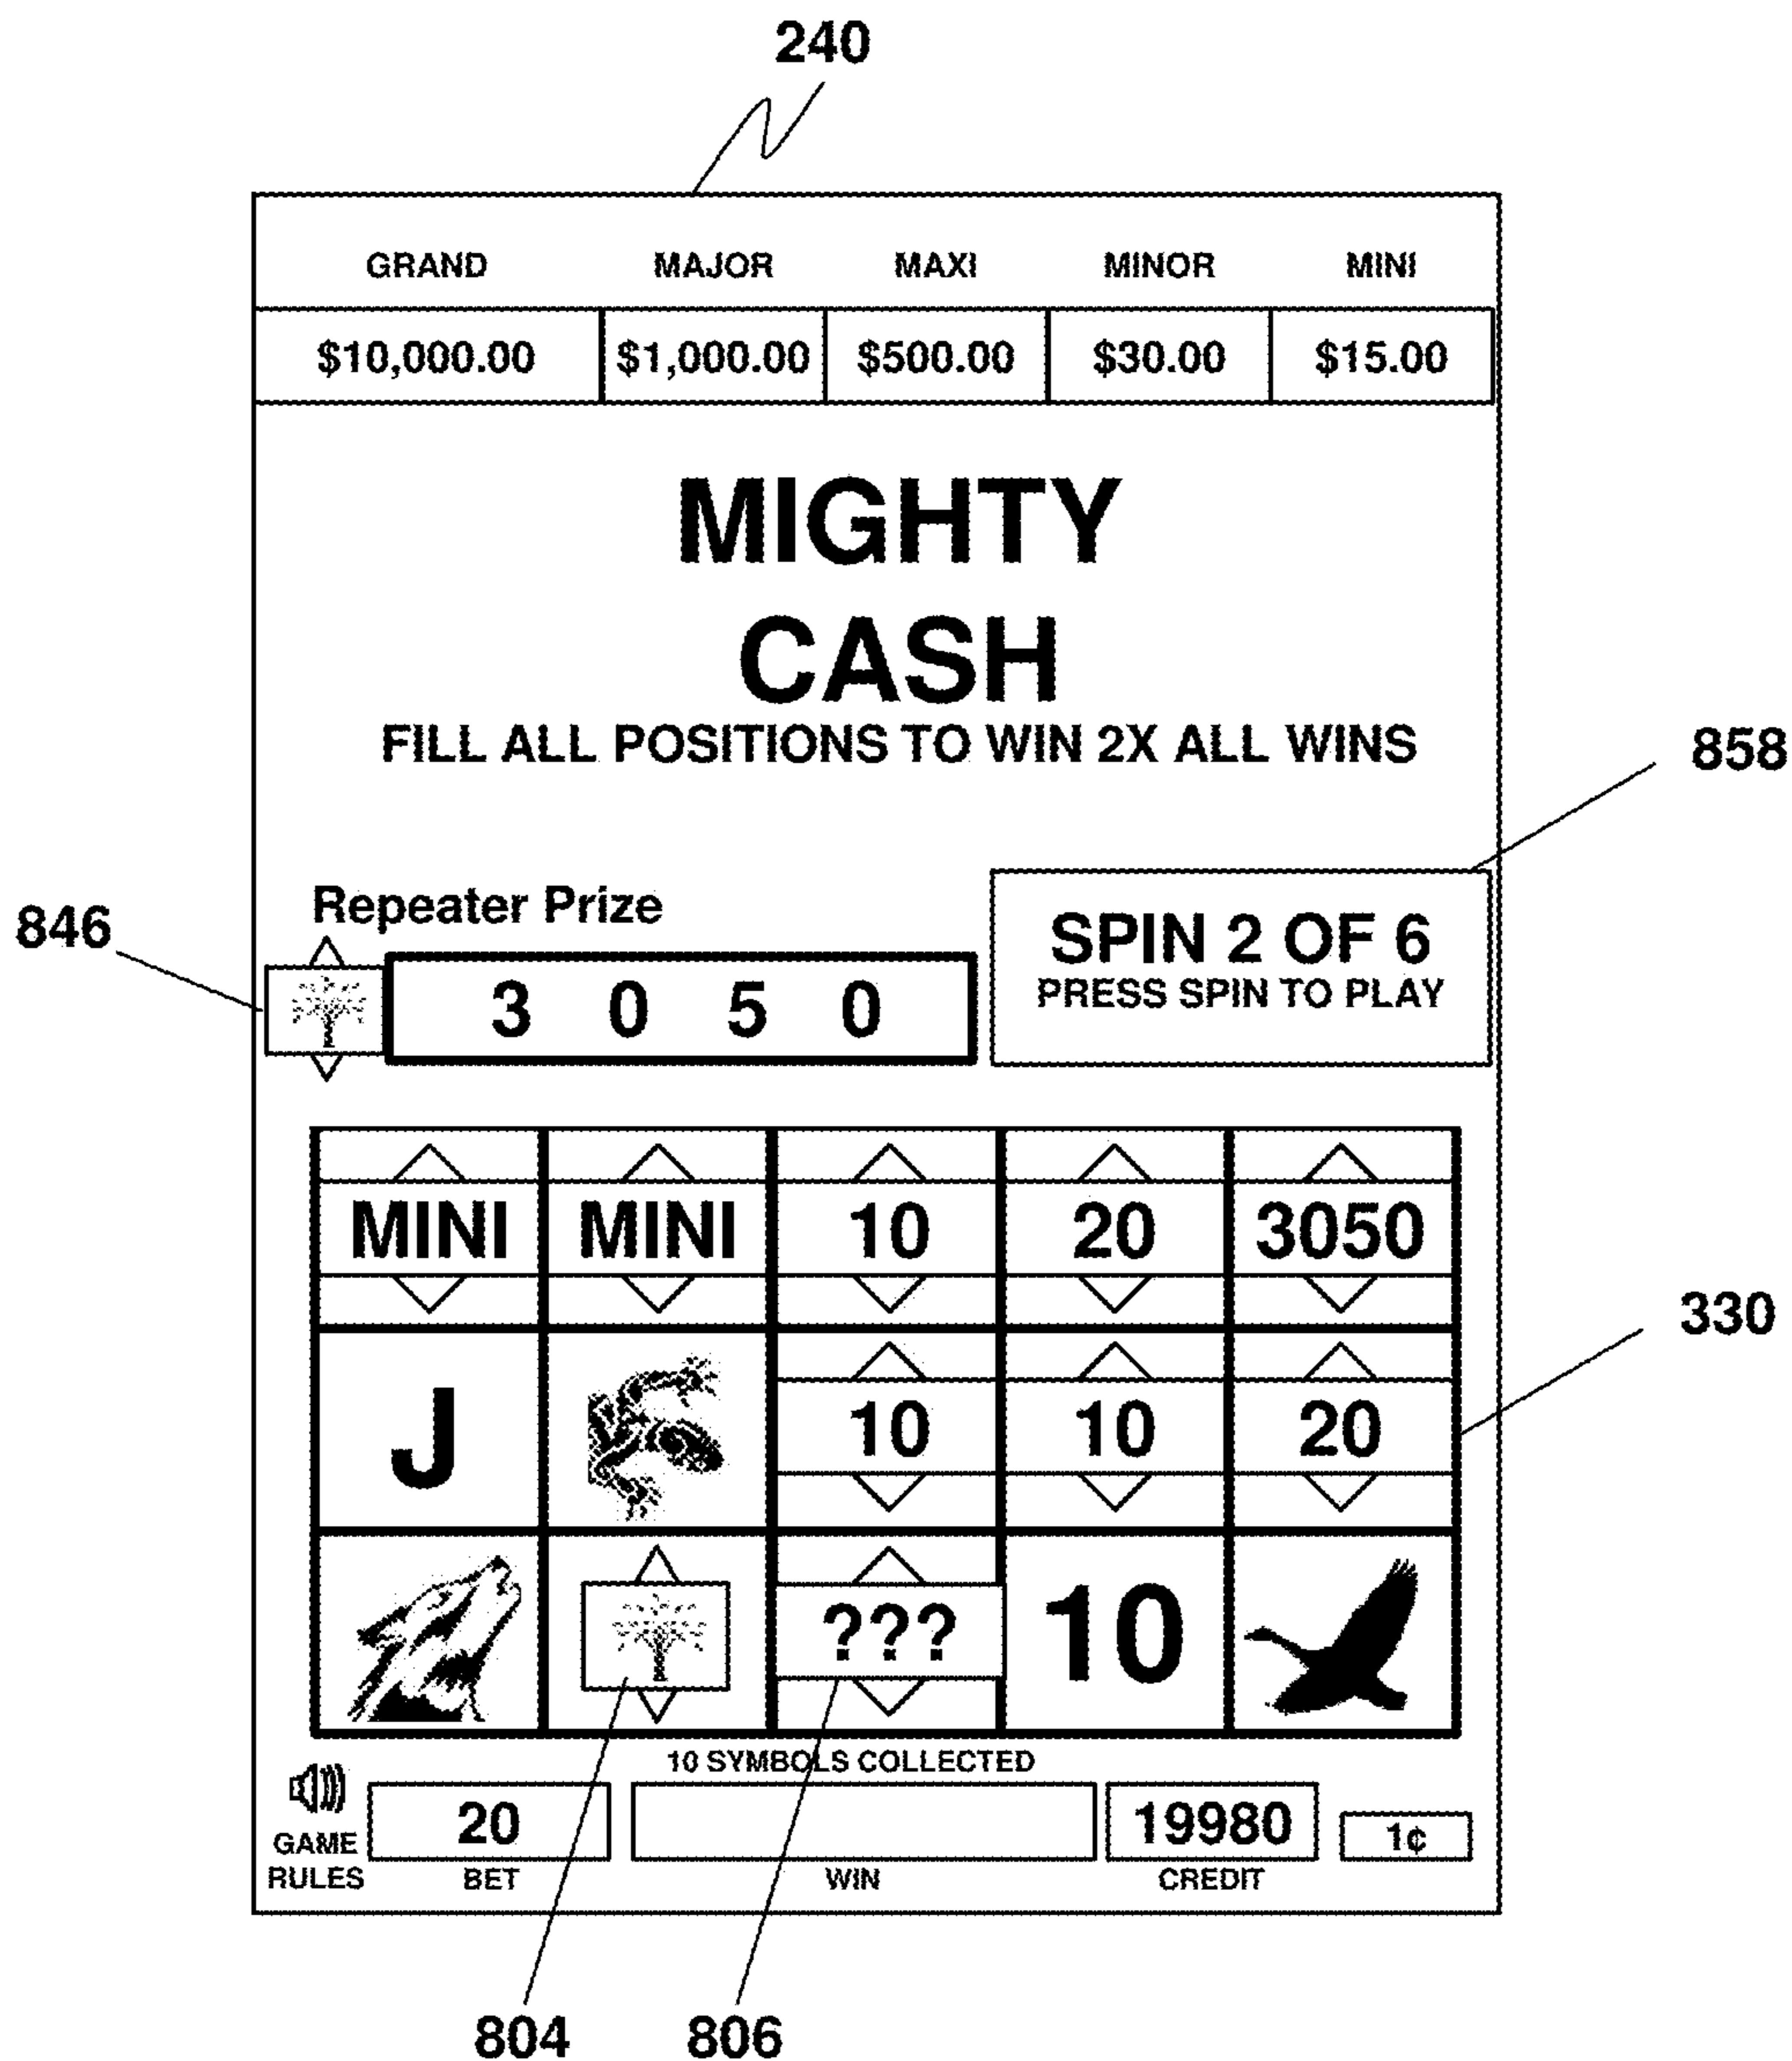 240
GRAND MAJOR MAXI MINOR MINI
$10,000.00 $1,000.00 $500.00 $30.00 $15.00
MIGHTY
CASH
FILL ALL POSITIONS TO WIN 2X ALL WINS
858
Repeater Prize
846
3 0 5 0
SPIN 2 OF 6
PRESS SPIN TO PLAY
MINI MINI 10 20 3050
330
J 10 10 20
??? 10
10 SYMBOLS COLLECTED
20 19980 1¢
GAME
RULES BET WIN CREDIT
804 806